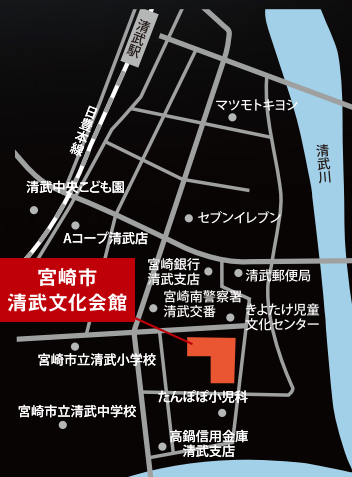 清武駅
日豊本線
マツモトキヨシ
清武川
清武中央こども園
セブンイレブン
Aコープ清武店
宮崎銀行
清武支店
清武郵便局
宮崎市
清武文化会館
宮崎南警察署
清武交番
きよたけ児童
文化センター
宮崎市立清武小学校
たんぽぽ小児科
宮崎市立清武中学校
高鍋信用金庫
清武支店